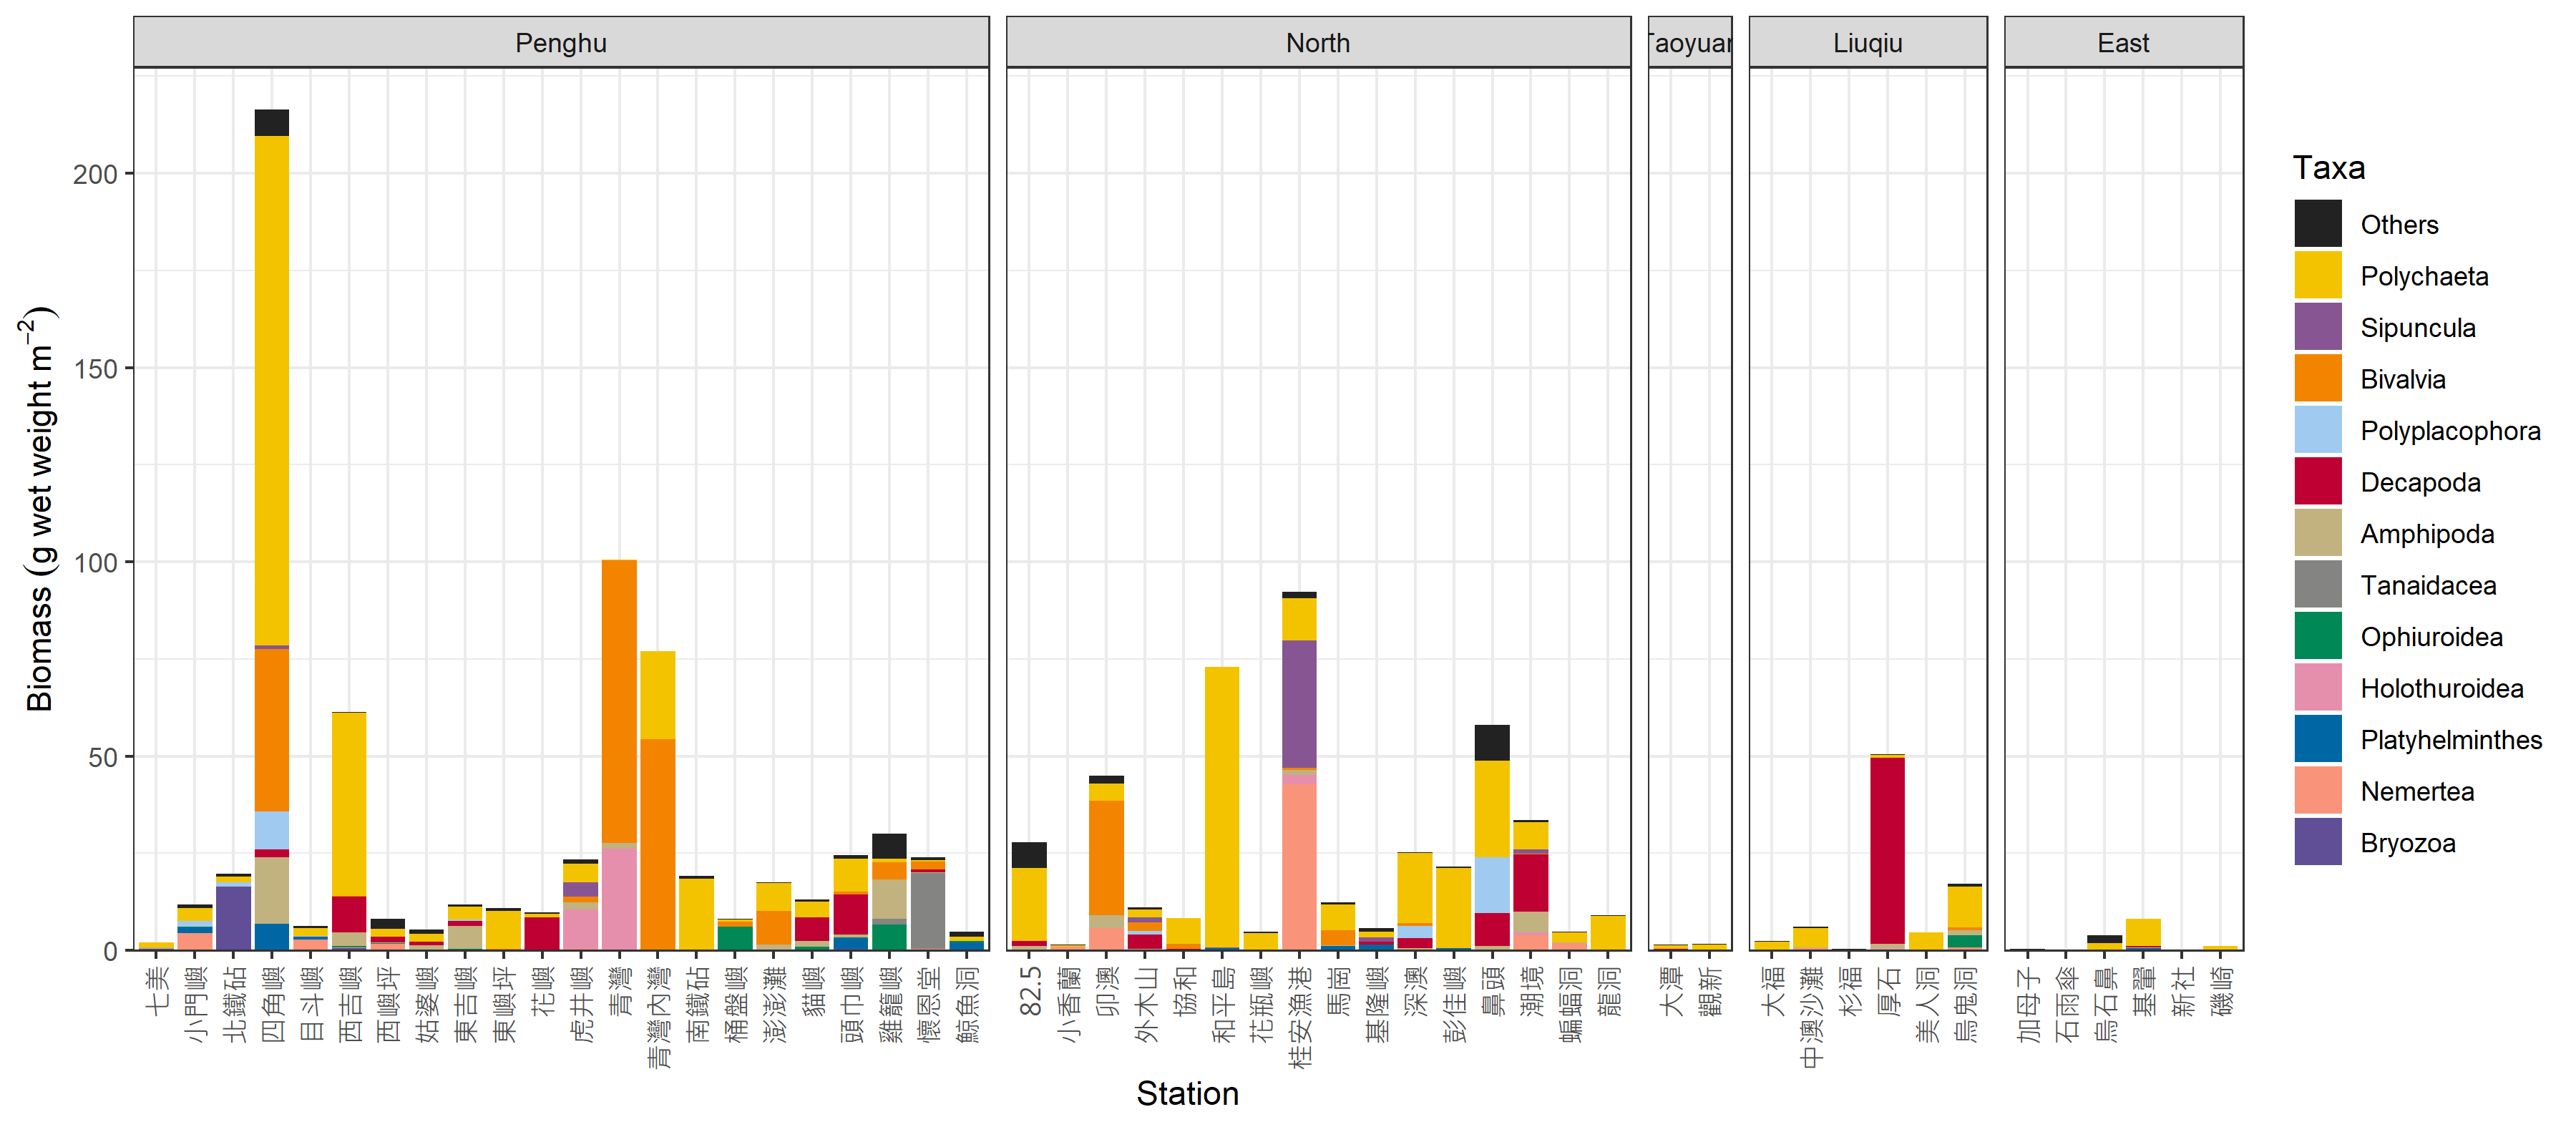 Penghu North Taoyuan Liuqiu East
Biomass (g wet weight m⁻²)
200
150
100
50
0
七美 小門嶼 北鐵砧 四角嶼 目斗嶼 西吉嶼 西嶼坪 姑婆嶼 東吉嶼 東嶼坪 花嶼 虎井嶼 青灣 青灣內灣 南鐵砧 桶盤嶼 澎澎灘 貓嶼 頭巾嶼 雞籠嶼 懷恩堂 鯨魚洞
82.5 小香蘭 卯澳 外木山 協和 和平島 花瓶嶼 桂安漁港 馬崗 基隆嶼 深澳 彭佳嶼 鼻頭 潮境 蝙蝠洞 龍洞
大潭 觀新
大福 中澳沙灘 杉福 厚石 美人洞 烏鬼洞
加母子 石雨傘 烏石鼻 基翬 新社 磯崎
Station
Taxa
Others
Polychaeta
Sipuncula
Bivalvia
Polyplacophora
Decapoda
Amphipoda
Tanaidacea
Ophiuroidea
Holothuroidea
Platyhelminthes
Nemertea
Bryozoa